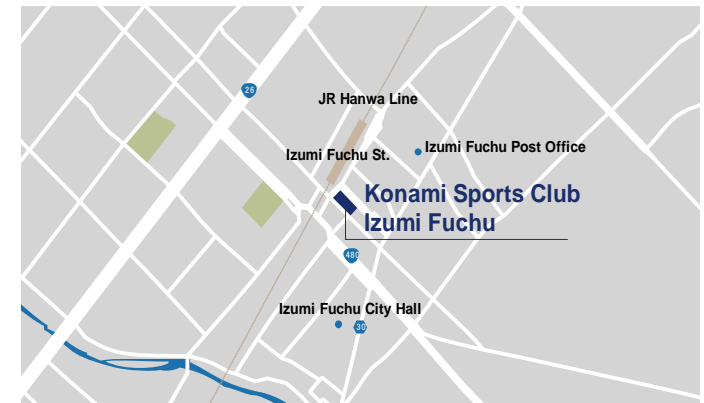 26
JR Hanwa Line
Izumi Fuchu St.
Izumi Fuchu Post Office
Konami Sports Club
Izumi Fuchu
480
Izumi Fuchu City Hall
30